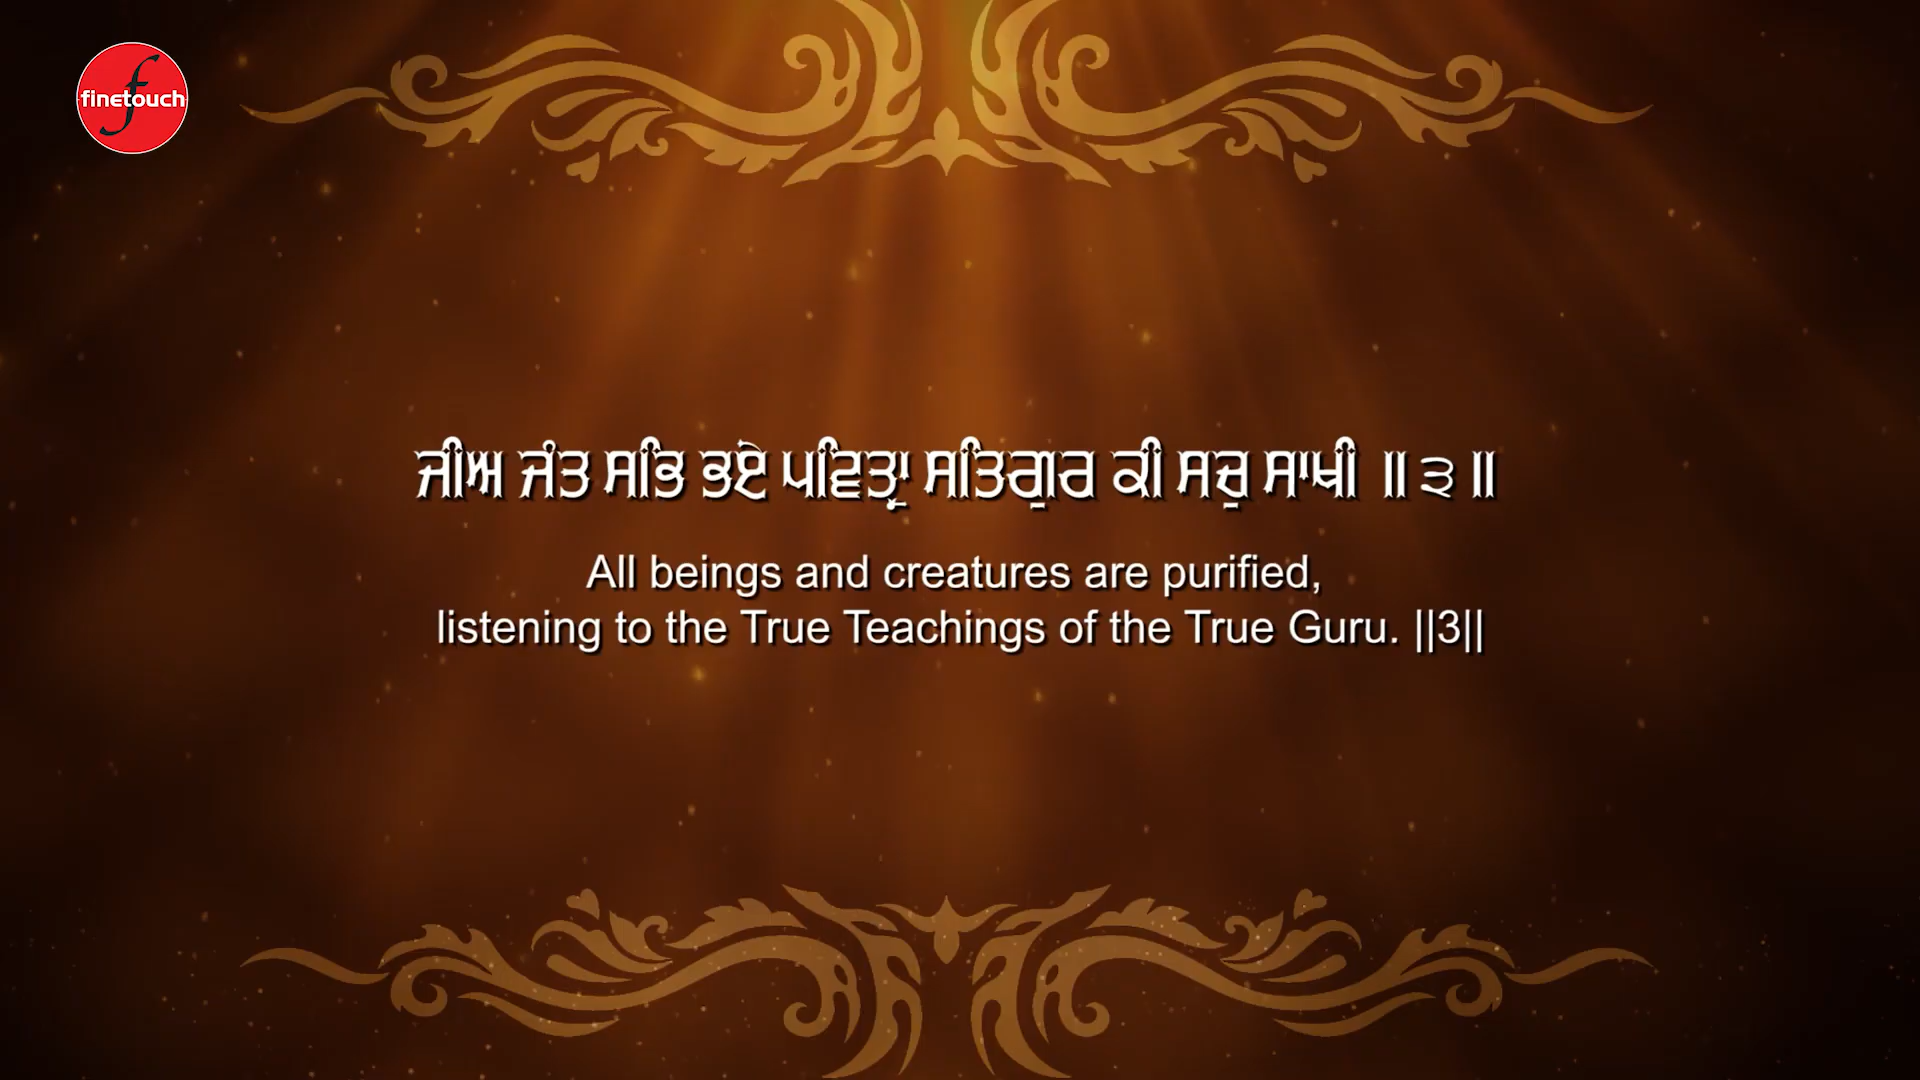 finetouch
ਜੀਅ ਜੰਤ ਸਭਿ ਭਏ ਪਵਿਤ੍ਰਾ ਸਤਿਗੁਰ ਕੀ ਸਚੁ ਸਾਖੀ ॥੩॥
All beings and creatures are purified,
listening to the True Teachings of the True Guru. ||3||